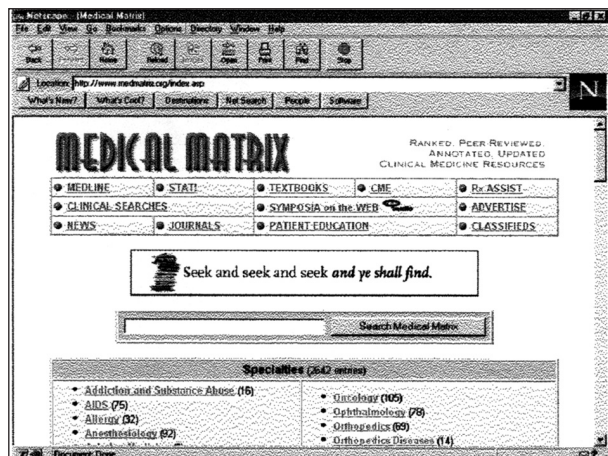 Netscape - [Medical Matrix]
File Edit View Go Bookmarks Options Directory Window Help
Back Home Reload Open Print Find Stop
Location: http://www.medmatrix.org/index.asp
What's New? What's Cool? Destinations Net Search People Software
N
MEDICAL MATRIX
RANKED, PEER-REVIEWED,
ANNOTATED, UPDATED
CLINICAL MEDICINE RESOURCES
MEDLINE STAT! TEXTBOOKS CME Rx ASSIST
CLINICAL SEARCHES SYMPOSIA on the WEB ADVERTISE
NEWS JOURNALS PATIENT EDUCATION CLASSIFIEDS
Seek and seek and seek and ye shall find.
Search Medical Matrix
Specialties (2642 entries)
Addiction and Substance Abuse (16)
AIDS (75)
Allergy (32)
Anesthesiology (92)
Oncology (105)
Ophthalmology (78)
Orthopedics (69)
Orthopedics Diseases (14)
Document: Done